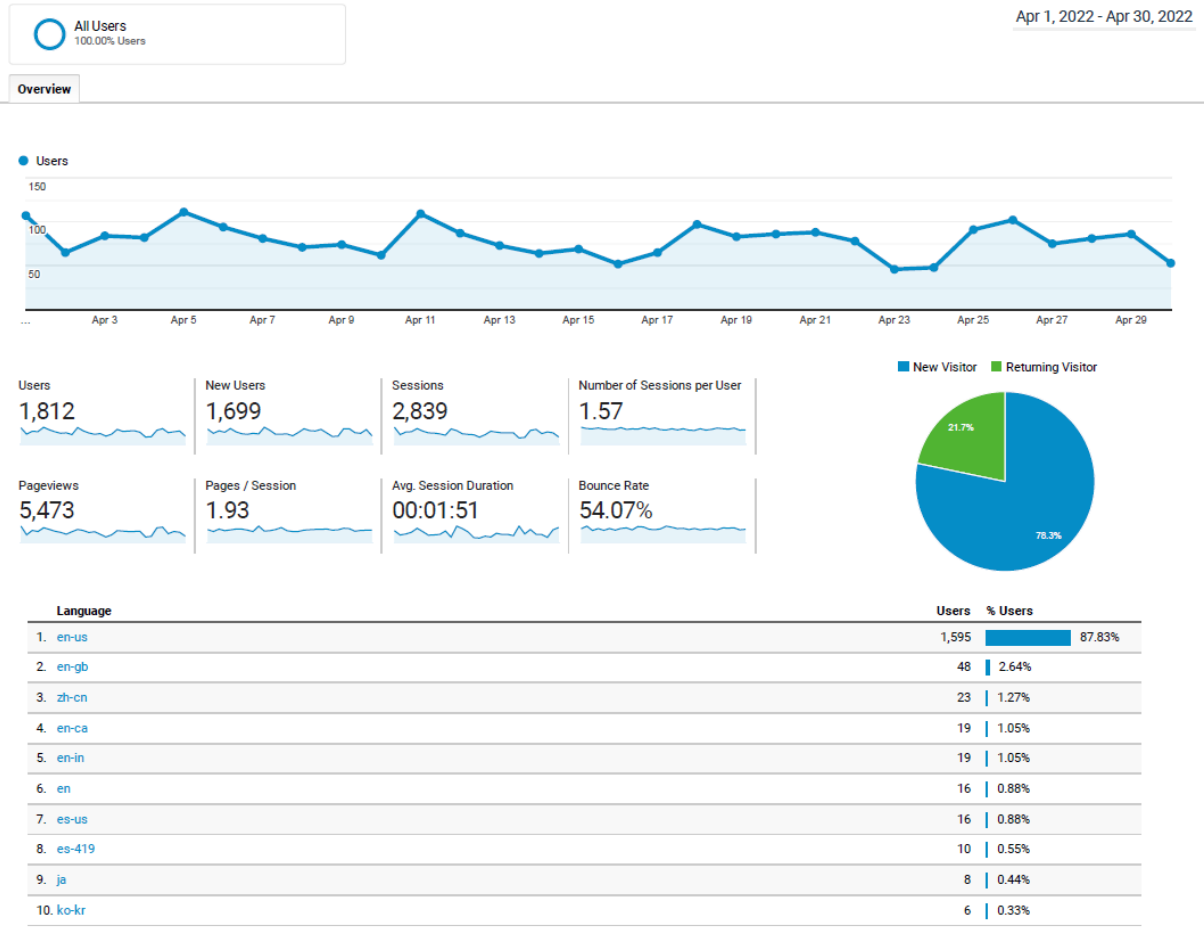 All Users
100.00% Users
Apr 1, 2022 - Apr 30, 2022
Overview
Users
150
100
50
... Apr 3 Apr 5 Apr 7 Apr 9 Apr 11 Apr 13 Apr 15 Apr 17 Apr 19 Apr 21 Apr 23 Apr 25 Apr 27 Apr 29
New Visitor Returning Visitor
Users New Users Sessions Number of Sessions per User
1,812 1,699 2,839 1.57
21.7%
Pageviews Pages / Session Avg. Session Duration Bounce Rate
5,473 1.93 00:01:51 54.07%
78.3%
Language Users % Users
1. en-us 1,595 87.83%
2. en-gb 48 2.64%
3. zh-cn 23 1.27%
4. en-ca 19 1.05%
5. en-in 19 1.05%
6. en 16 0.88%
7. es-us 16 0.88%
8. es-419 10 0.55%
9. ja 8 0.44%
10. ko-kr 6 0.33%